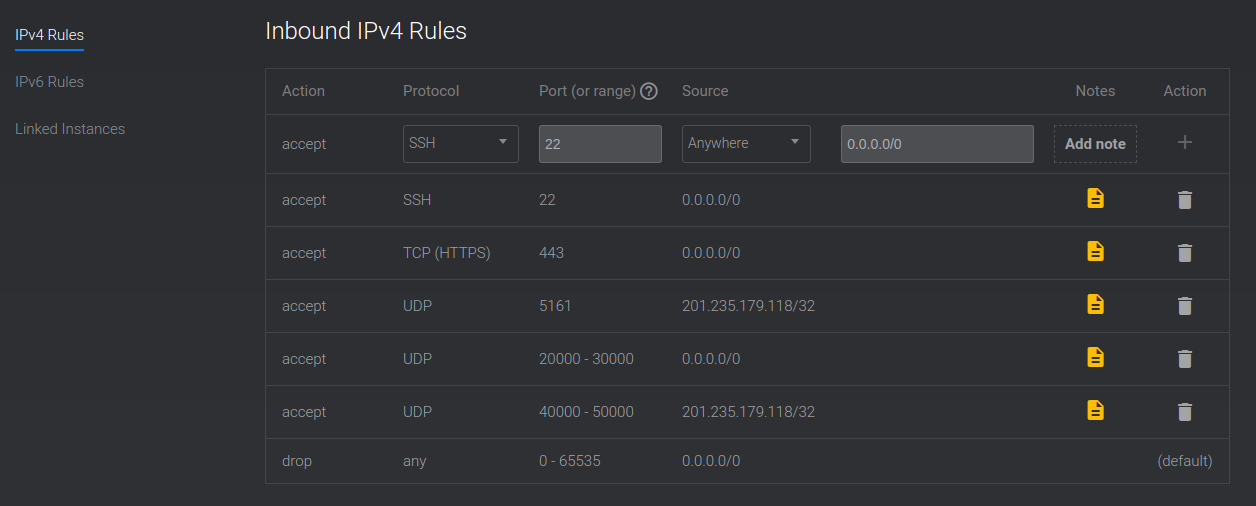 IPv4 Rules
IPv6 Rules
Linked Instances
Inbound IPv4 Rules
Action Protocol Port (or range) ? Source Notes Action
accept SSH 22 Anywhere 0.0.0.0/0 Add note +
accept SSH 22 0.0.0.0/0
accept TCP (HTTPS) 443 0.0.0.0/0
accept UDP 5161 201.235.179.118/32
accept UDP 20000 - 30000 0.0.0.0/0
accept UDP 40000 - 50000 201.235.179.118/32
drop any 0 - 65535 0.0.0.0/0 (default)